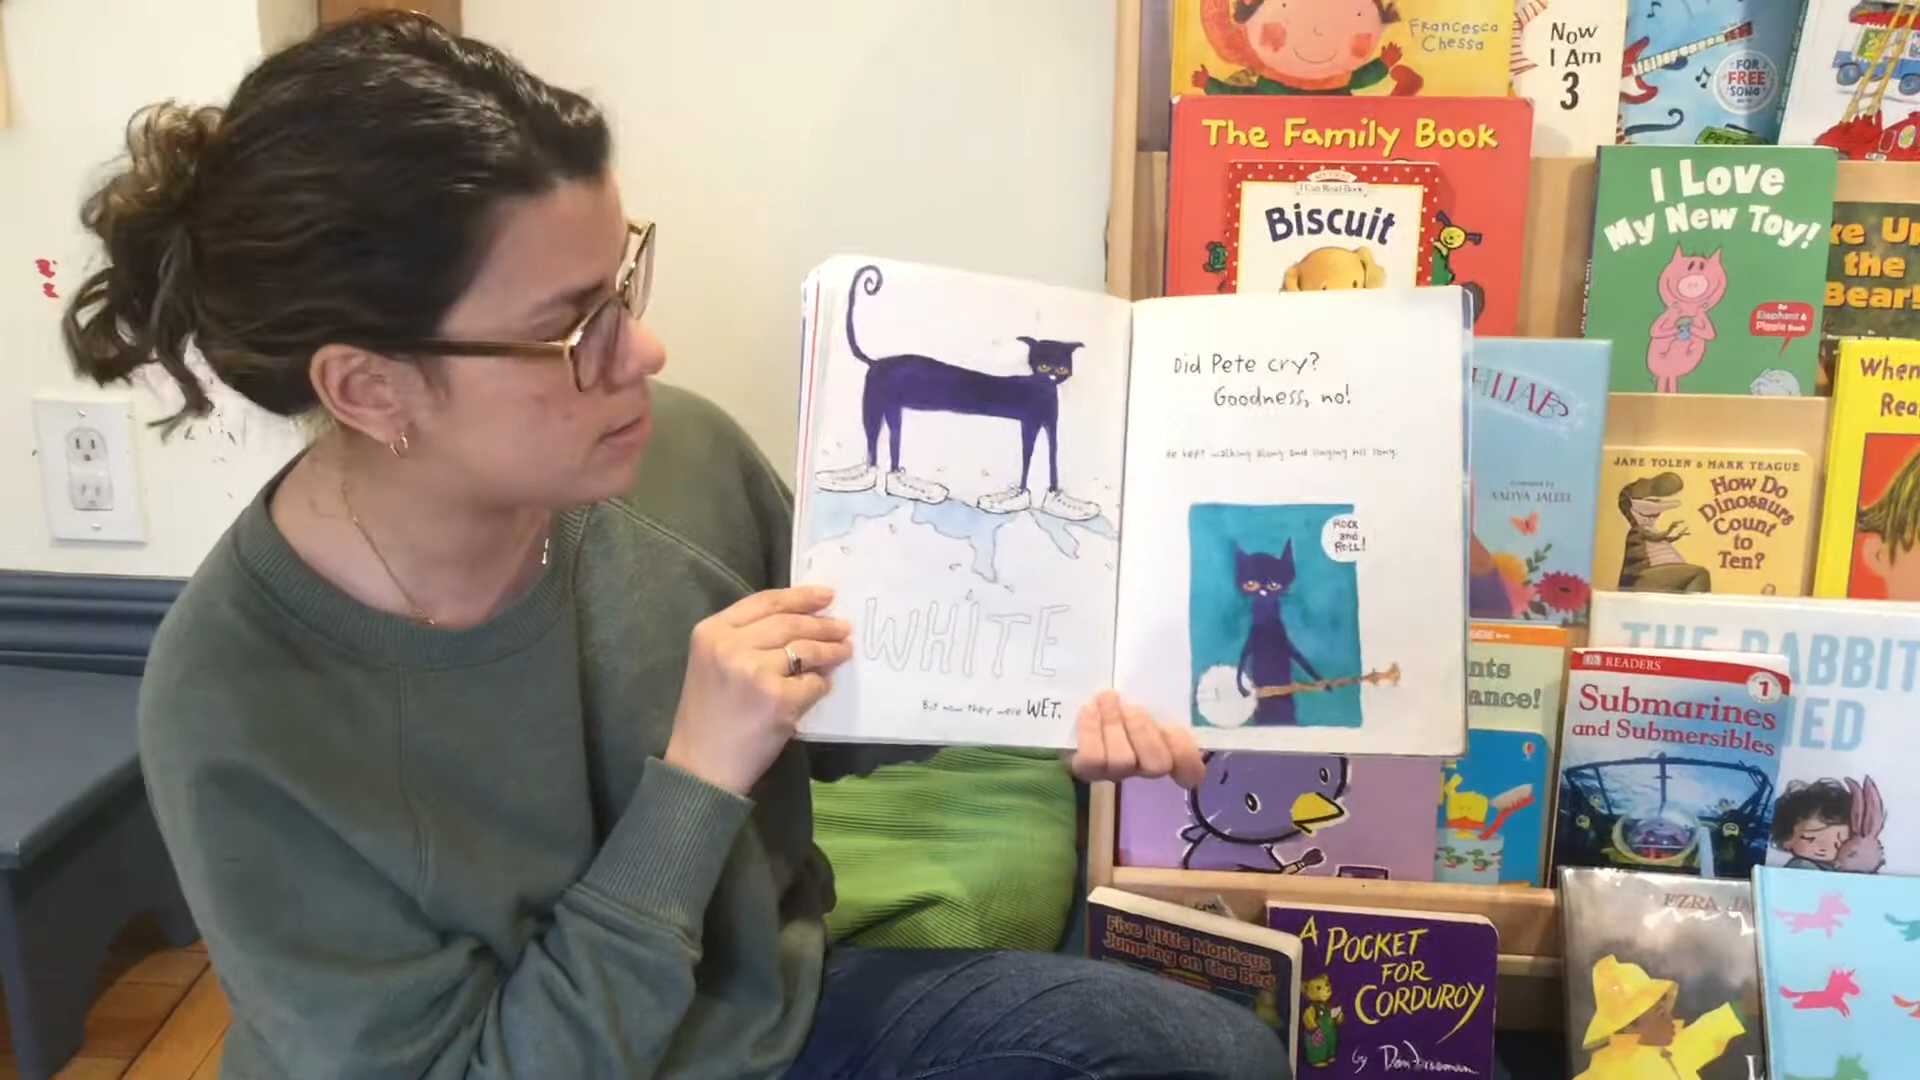 Francesca
Chessa
Now
I Am
3
FOR
FREE
SONG
The Family Book
I Can Read Book
Biscuit
I Love
My New Toy!
An
Elephant &
Piggie Book
the
Bear!
When
HIJAB
JANE YOLEN & MARK TEAGUE
How Do
Dinosaurs
Count
to
Ten?
Did Pete cry?
Goodness, no!
He kept walking along and singing his song.
ROCK
and
ROLL!
WHITE
But now they were WET.
THE RABBIT
DK READERS
1
Submarines
and Submersibles
Five Little Monkeys
Jumping on the Bed
A
POCKET
FOR
CORDUROY
by Don Freeman
EZRA